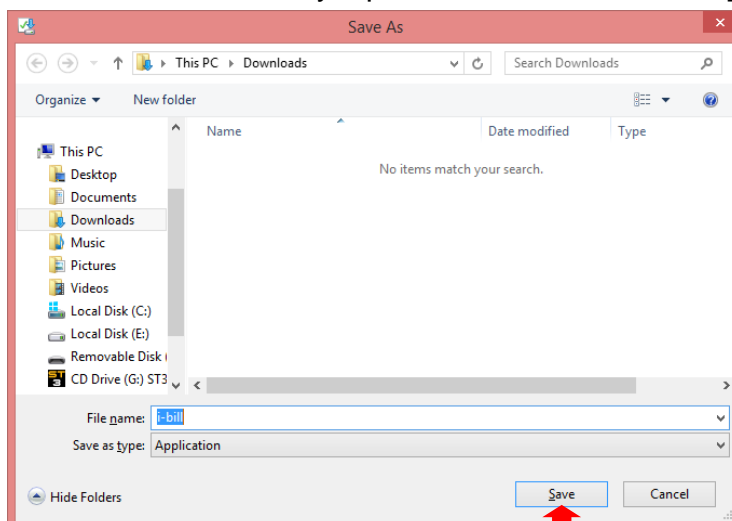 Save As
This PC Downloads Search Downloads
Organize New folder
Name Date modified Type
No items match your search.
This PC
Desktop
Documents
Downloads
Music
Pictures
Videos
Local Disk (C:)
Local Disk (E:)
Removable Disk (
CD Drive (G:) ST3
File name: i-bill
Save as type: Application
Hide Folders Save Cancel